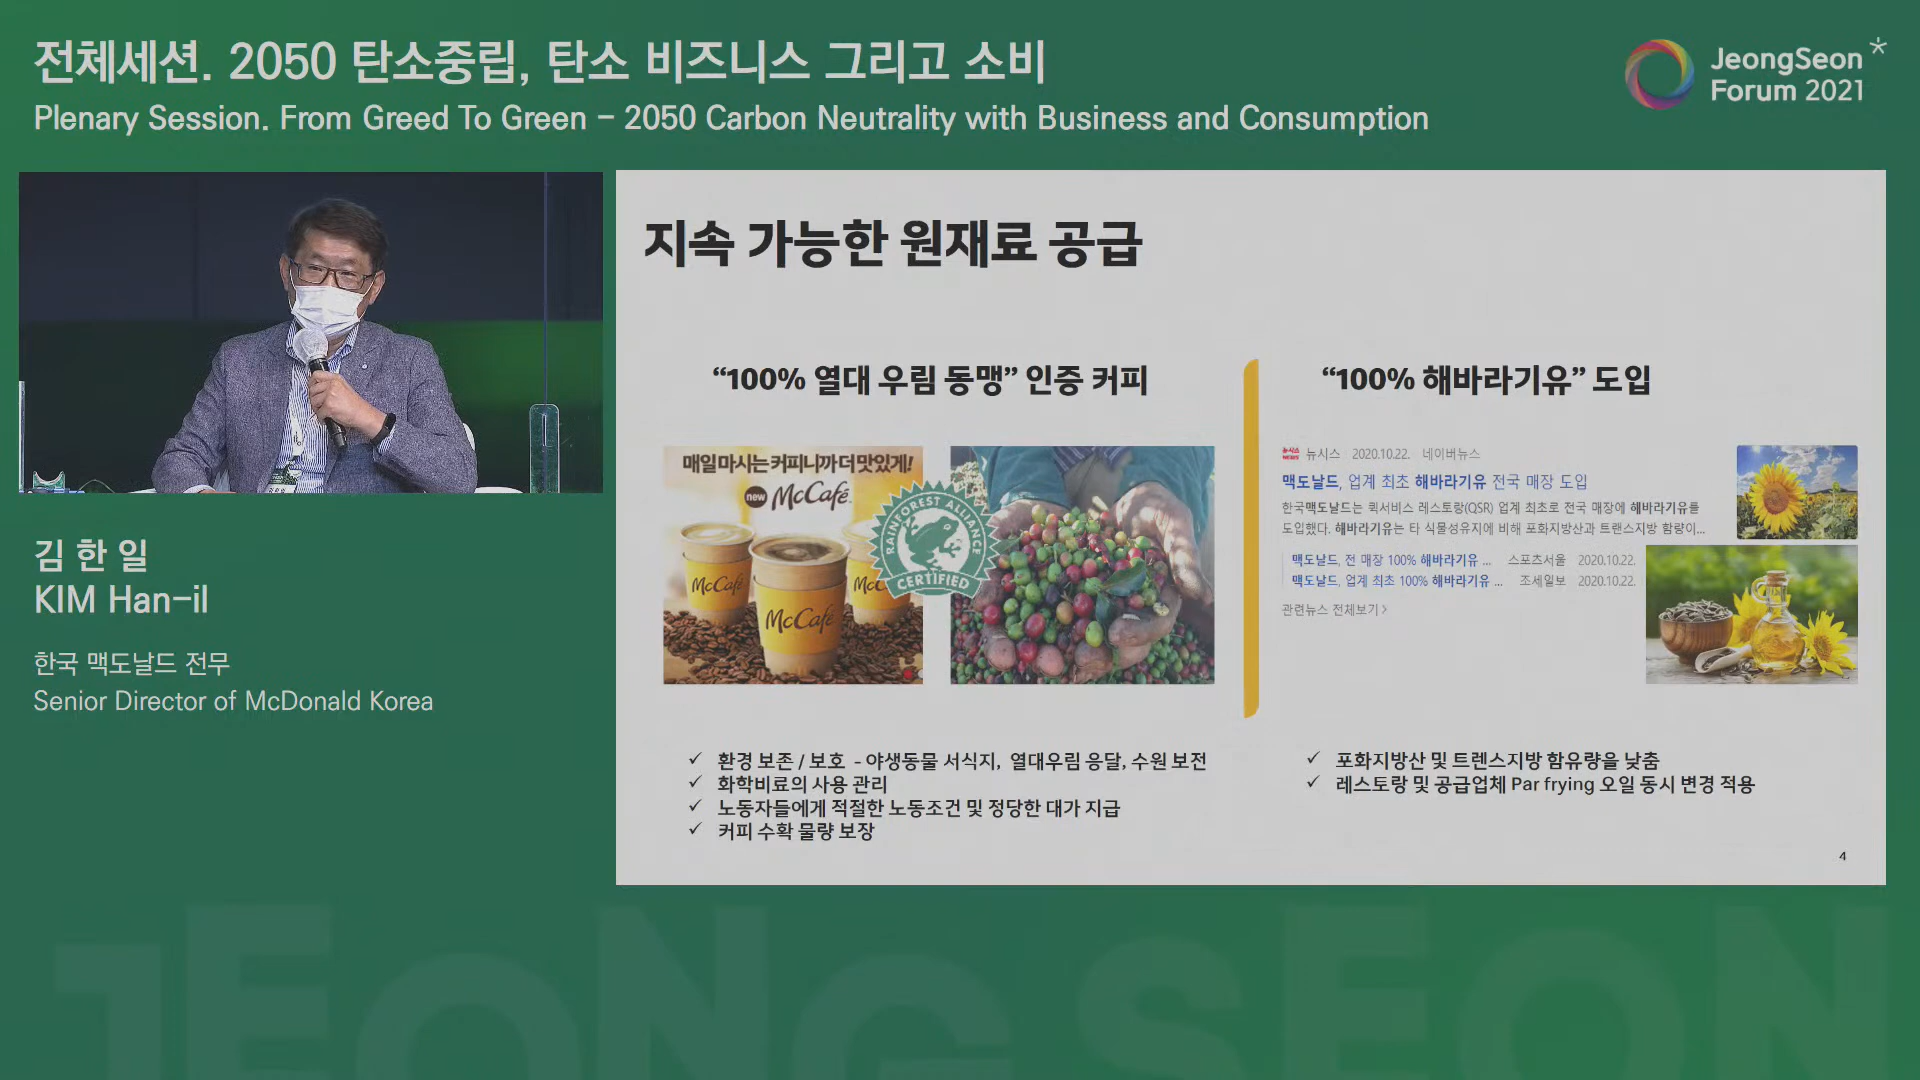 전체세션. 2050 탄소중립, 탄소 비즈니스 그리고 소비
Plenary Session. From Greed To Green – 2050 Carbon Neutrality with Business and Consumption
JeongSeon*
Forum 2021
김 한 일
KIM Han-il
한국 맥도날드 전무
Senior Director of McDonald Korea
지속 가능한 원재료 공급
“100% 열대 우림 동맹” 인증 커피
매일 마시는 커피니까 더 맛있게!
new McCafé
McCafé
McCafé
McC
RAINFOREST ALLIANCE
CERTIFIED
✓ 환경 보존 / 보호 - 야생동물 서식지, 열대우림 응달, 수원 보전
✓ 화학비료의 사용 관리
✓ 노동자들에게 적절한 노동조건 및 정당한 대가 지급
✓ 커피 수확 물량 보장
“100% 해바라기유” 도입
뉴시스 2020.10.22. 네이버뉴스
맥도날드, 업계 최초 해바라기유 전국 매장 도입
한국맥도날드는 퀵서비스 레스토랑(QSR) 업계 최초로 전국 매장에 해바라기유를
도입했다. 해바라기유는 타 식물성유지에 비해 포화지방산과 트랜스지방 함량이...
맥도날드, 전 매장 100% 해바라기유 ... 스포츠서울 2020.10.22.
맥도날드, 업계 최초 100% 해바라기유 ... 조세일보 2020.10.22.
관련뉴스 전체보기 >
✓ 포화지방산 및 트렌스지방 함유량을 낮춤
✓ 레스토랑 및 공급업체 Par frying 오일 동시 변경 적용
4
JEONG SEON